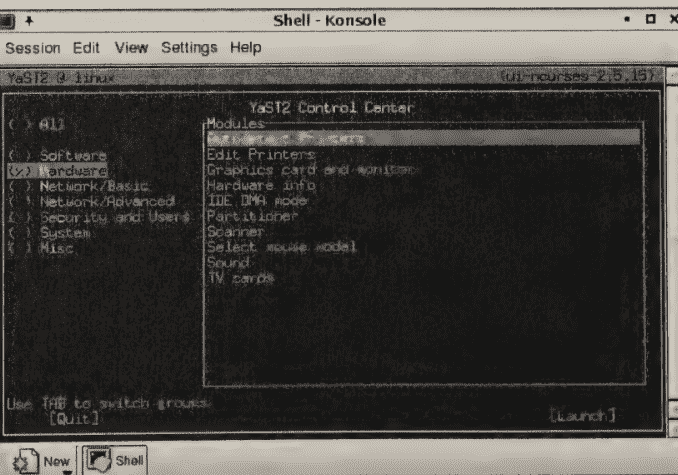 Shell - Konsole
Session Edit View Settings Help
YaST2 @ linux (ui-ncurses-2.5.15)
YaST2 Control Center
( ) All
( ) Software
(x) Hardware
( ) Network/Basic
( ) Network/Advanced
( ) Security and Users
( ) System
( ) Misc
Modules
Printers
Edit Printers
Graphics card and monitor
Hardware info
IDE DMA mode
Partitioner
Scanner
Select mouse model
Sound
TV cards
Use TAB to switch groups
[Quit] [Launch]
New Shell